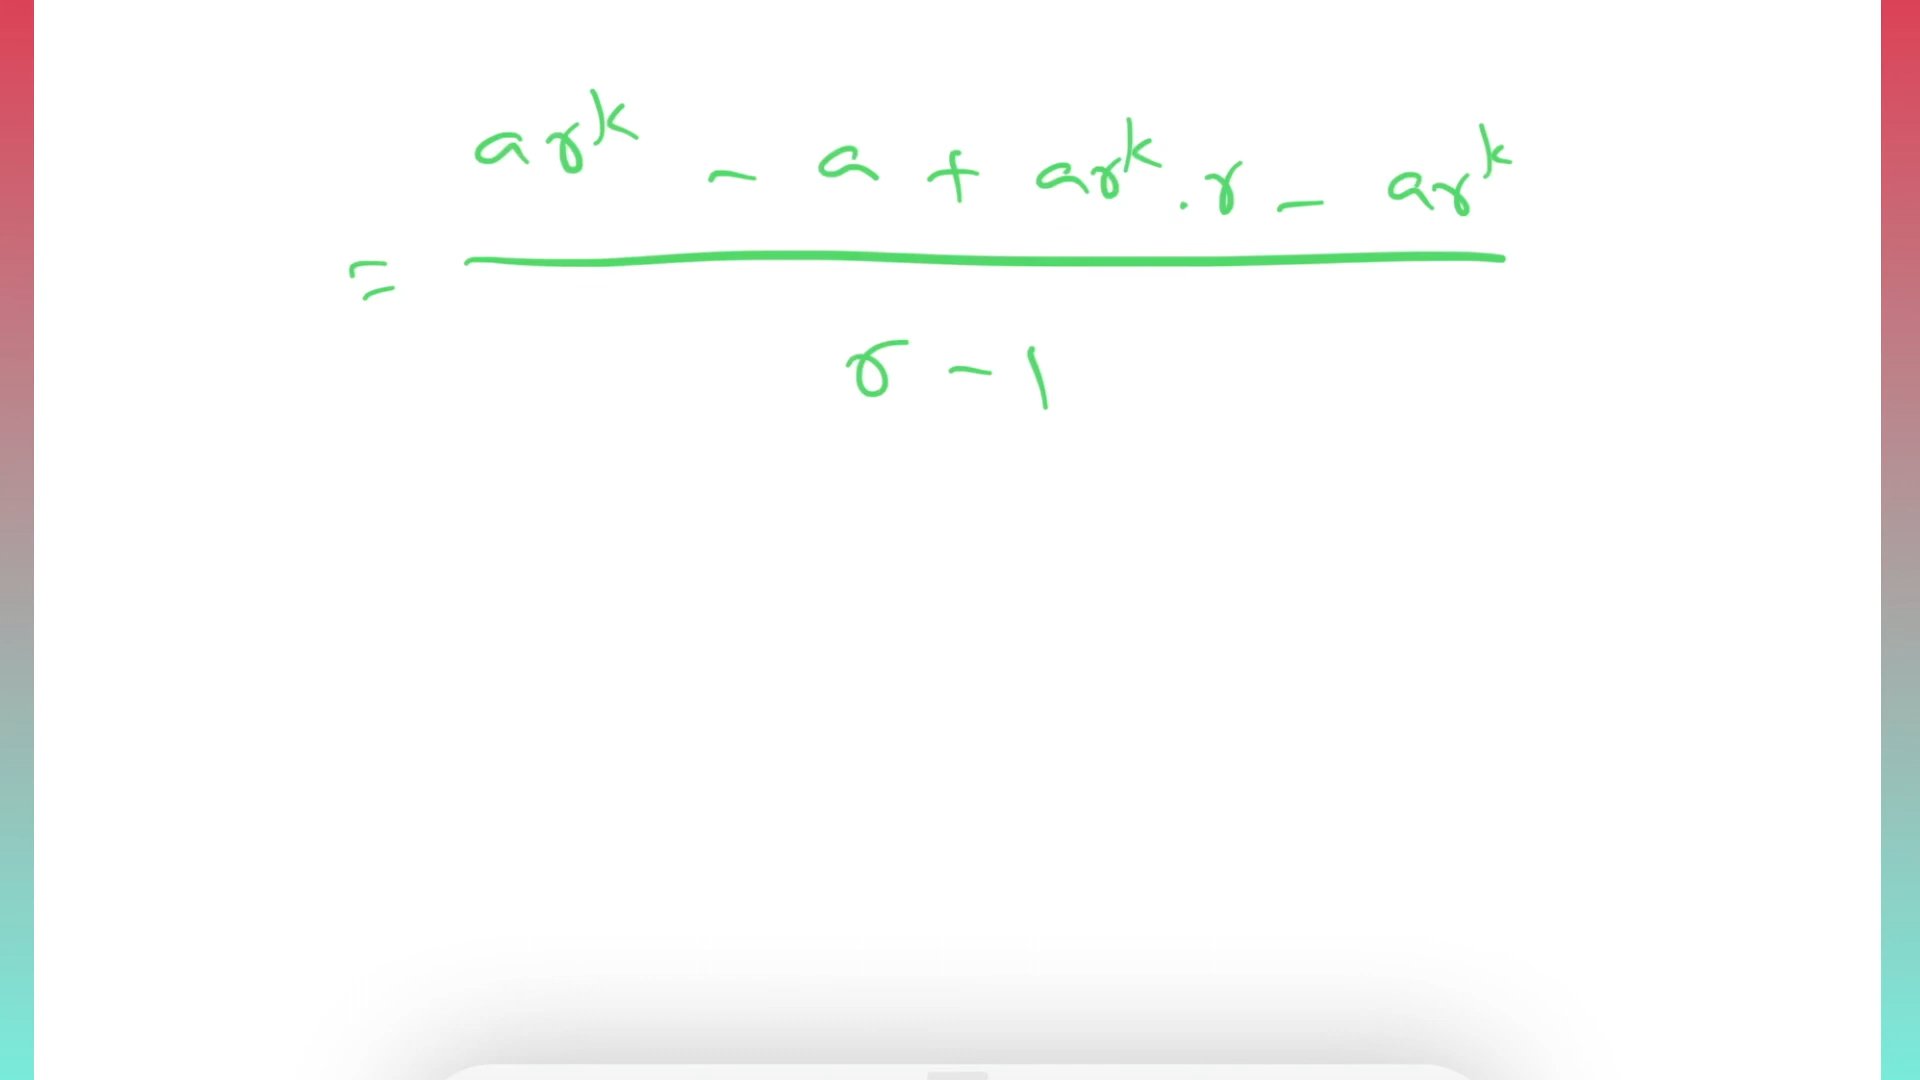 ar^k - a + ar^k . r - ar^k
=
r - 1